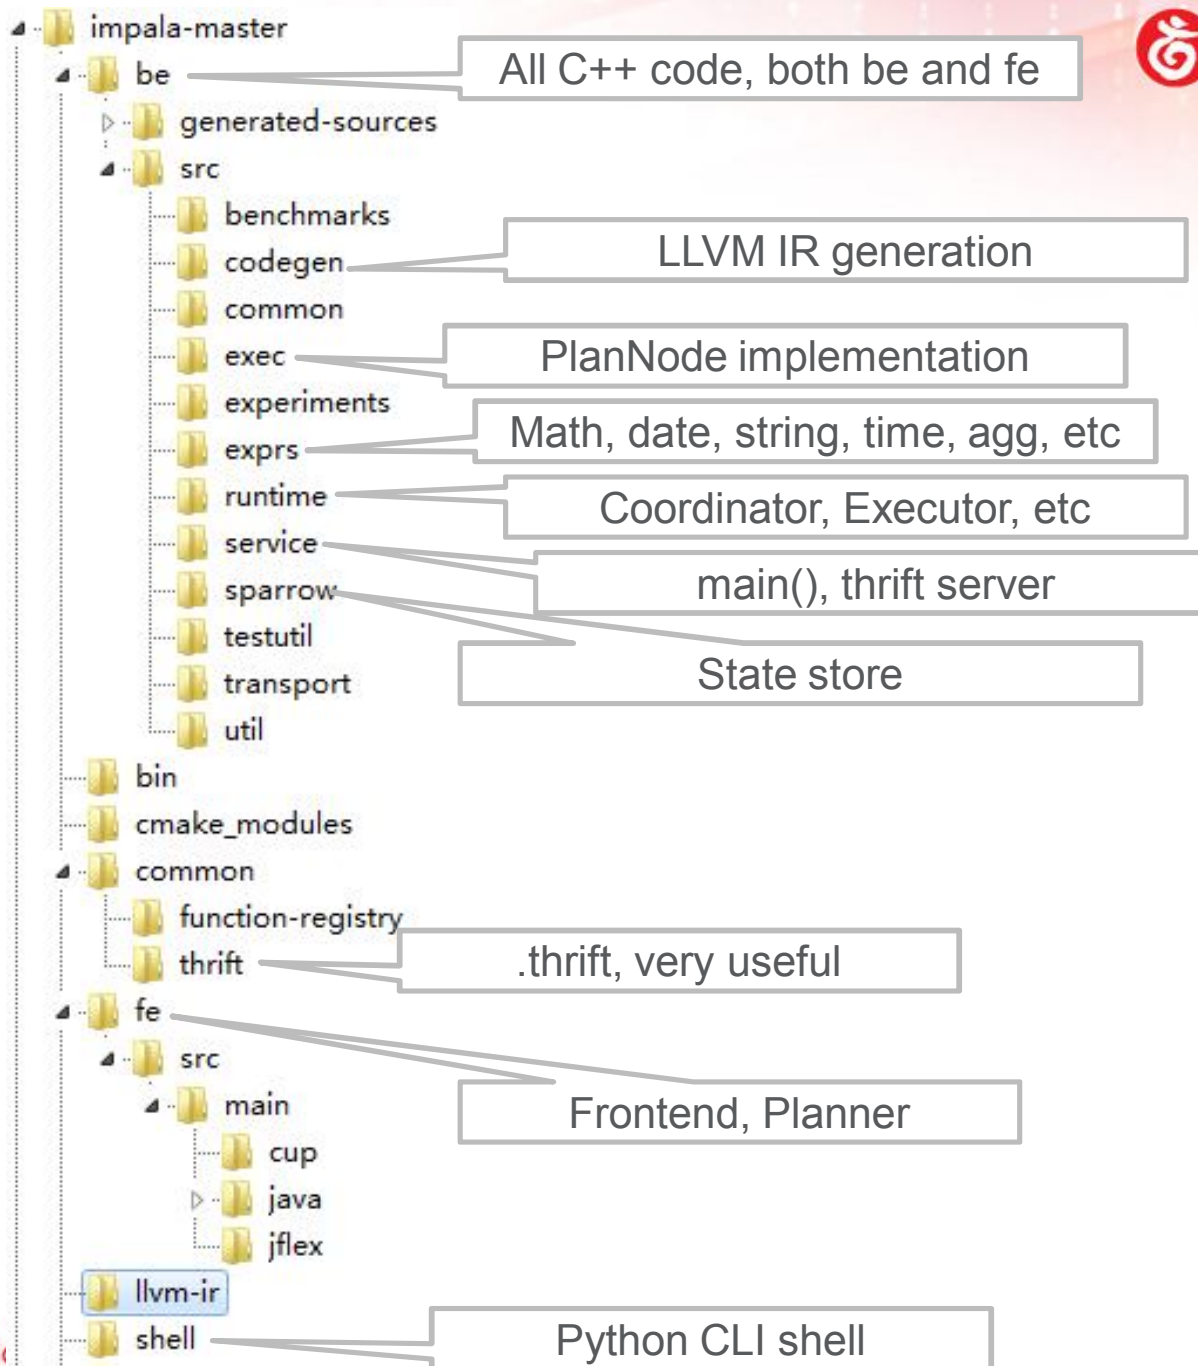 impala-master
be
All C++ code, both be and fe
generated-sources
src
benchmarks
codegen
LLVM IR generation
common
exec
PlanNode implementation
experiments
exprs
Math, date, string, time, agg, etc
runtime
Coordinator, Executor, etc
service
main(), thrift server
sparrow
testutil
State store
transport
util
bin
cmake_modules
common
function-registry
thrift
.thrift, very useful
fe
src
main
Frontend, Planner
cup
java
jflex
llvm-ir
shell
Python CLI shell